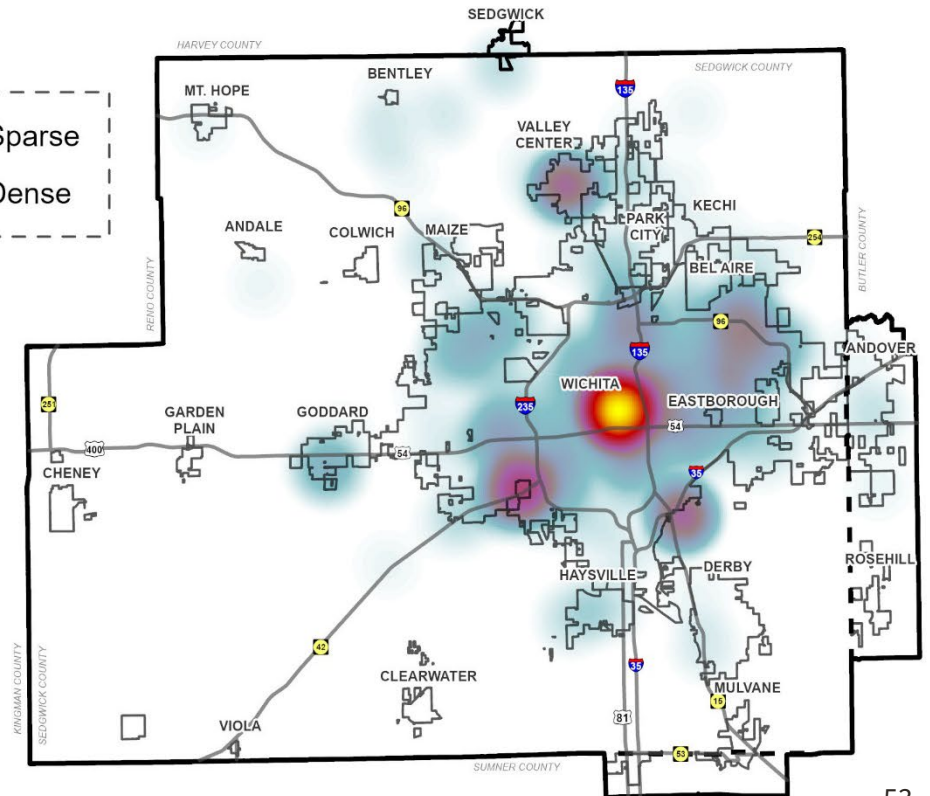 SEDGWICK
HARVEY COUNTY
SEDGWICK COUNTY
BENTLEY
MT. HOPE
135
Sparse
Dense
VALLEY
CENTER
96
ANDALE
COLWICH
MAIZE
PARK
CITY
KECHI
254
BEL AIRE
RENO COUNTY
BUTLER COUNTY
96
135
ANDOVER
WICHITA
251
GARDEN
PLAIN
GODDARD
235
EASTBOROUGH
54
400
54
CHENEY
35
HAYSVILLE
DERBY
ROSEHILL
42
35
CLEARWATER
KINGMAN COUNTY
SEDGWICK COUNTY
MULVANE
15
81
VIOLA
53
SUMNER COUNTY